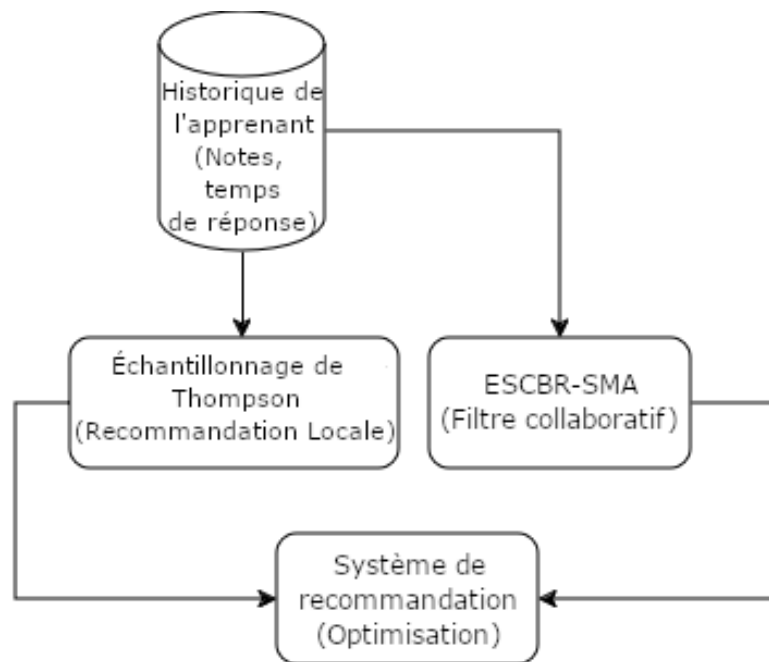 Historique de
l'apprenant
(Notes,
temps
de réponse)
Échantillonnage de
Thompson
(Recommandation Locale)
ESCBR-SMA
(Filtre collaboratif)
Système de
recommandation
(Optimisation)